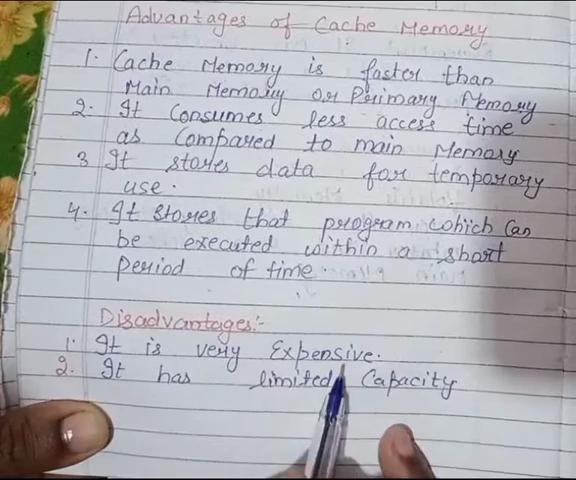 Advantages of Cache Memory
1. Cache Memory is faster than
Main Memory or Primary Memory
2. It Consumes less access time
as Compared to main Memory
3 It stores data for temporary
use.
4. It stores that program which Can
be executed within a short
Period of time.
Disadvantages:-
1. It is very Expensive.
2. It has limited Capacity